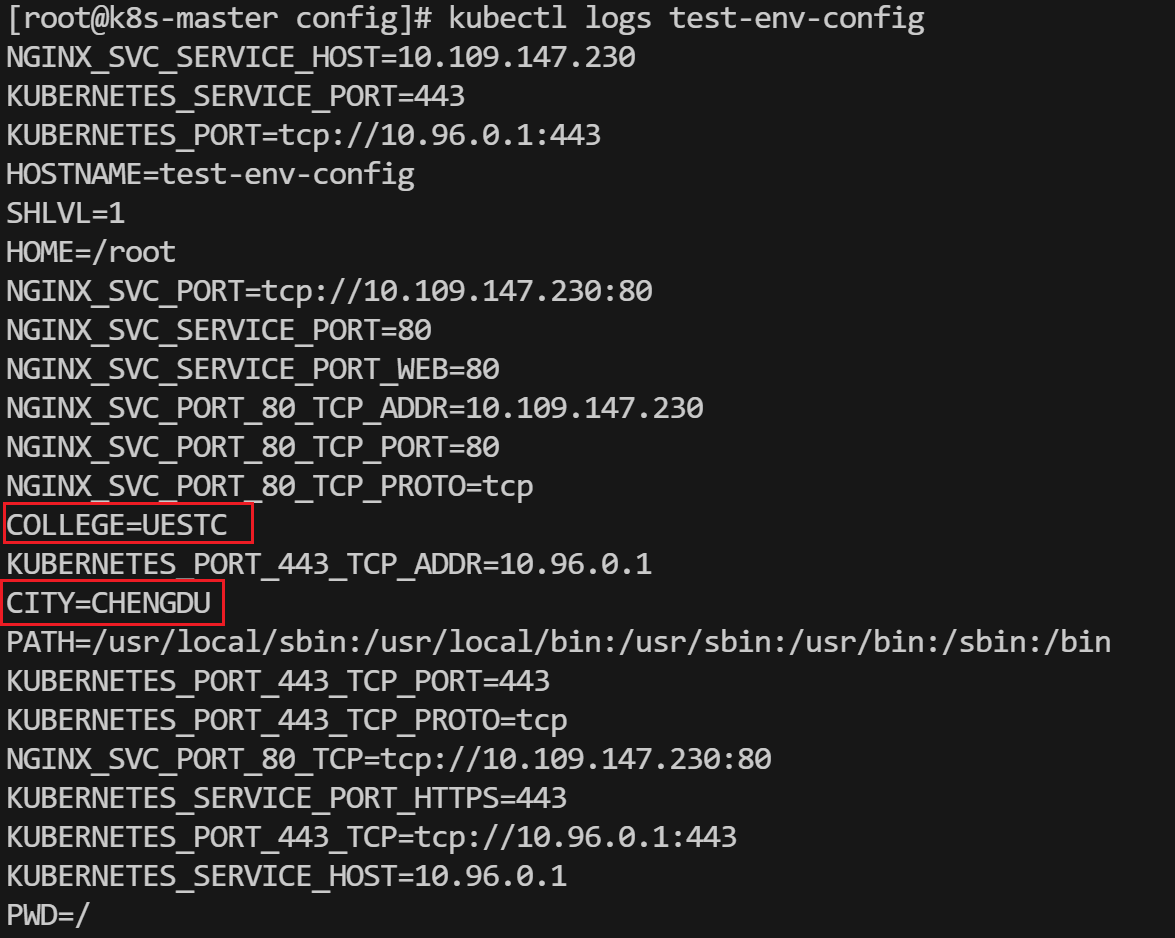 [root@k8s-master config]# kubectl logs test-env-config
NGINX_SVC_SERVICE_HOST=10.109.147.230
KUBERNETES_SERVICE_PORT=443
KUBERNETES_PORT=tcp://10.96.0.1:443
HOSTNAME=test-env-config
SHLVL=1
HOME=/root
NGINX_SVC_PORT=tcp://10.109.147.230:80
NGINX_SVC_SERVICE_PORT=80
NGINX_SVC_SERVICE_PORT_WEB=80
NGINX_SVC_PORT_80_TCP_ADDR=10.109.147.230
NGINX_SVC_PORT_80_TCP_PORT=80
NGINX_SVC_PORT_80_TCP_PROTO=tcp
COLLEGE=UESTC
KUBERNETES_PORT_443_TCP_ADDR=10.96.0.1
CITY=CHENGDU
PATH=/usr/local/sbin:/usr/local/bin:/usr/sbin:/usr/bin:/sbin:/bin
KUBERNETES_PORT_443_TCP_PORT=443
KUBERNETES_PORT_443_TCP_PROTO=tcp
NGINX_SVC_PORT_80_TCP=tcp://10.109.147.230:80
KUBERNETES_SERVICE_PORT_HTTPS=443
KUBERNETES_PORT_443_TCP=tcp://10.96.0.1:443
KUBERNETES_SERVICE_HOST=10.96.0.1
PWD=/